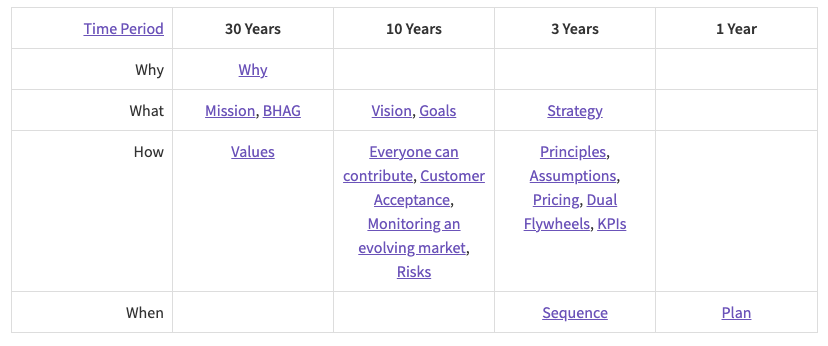 Time Period 30 Years 10 Years 3 Years 1 Year
Why Why
What Mission, BHAG Vision, Goals Strategy
How Values Everyone can Principles,
contribute, Customer Assumptions,
Acceptance, Pricing, Dual
Monitoring an Flywheels, KPIs
evolving market,
Risks
When Sequence Plan